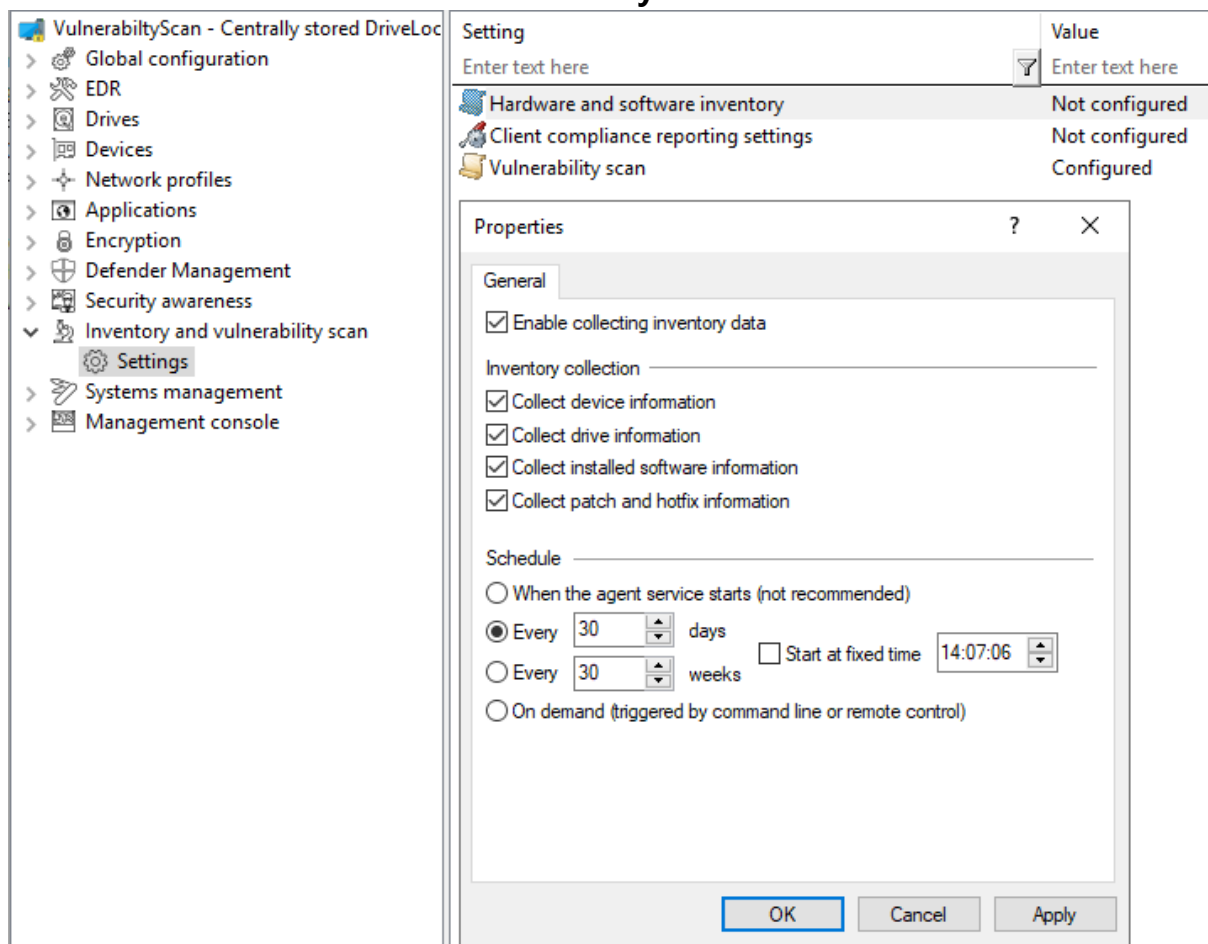 VulnerabiltyScan - Centrally stored DriveLoc
Global configuration
EDR
Drives
Devices
Network profiles
Applications
Encryption
Defender Management
Security awareness
Inventory and vulnerability scan
Settings
Systems management
Management console
Setting Value
Enter text here Enter text here
Hardware and software inventory Not configured
Client compliance reporting settings Not configured
Vulnerability scan Configured
Properties ?
General
Enable collecting inventory data
Inventory collection
Collect device information
Collect drive information
Collect installed software information
Collect patch and hotfix information
Schedule
When the agent service starts (not recommended)
Every 30 days
Start at fixed time 14:07:06
Every 30 weeks
On demand (triggered by command line or remote control)
OK Cancel Apply